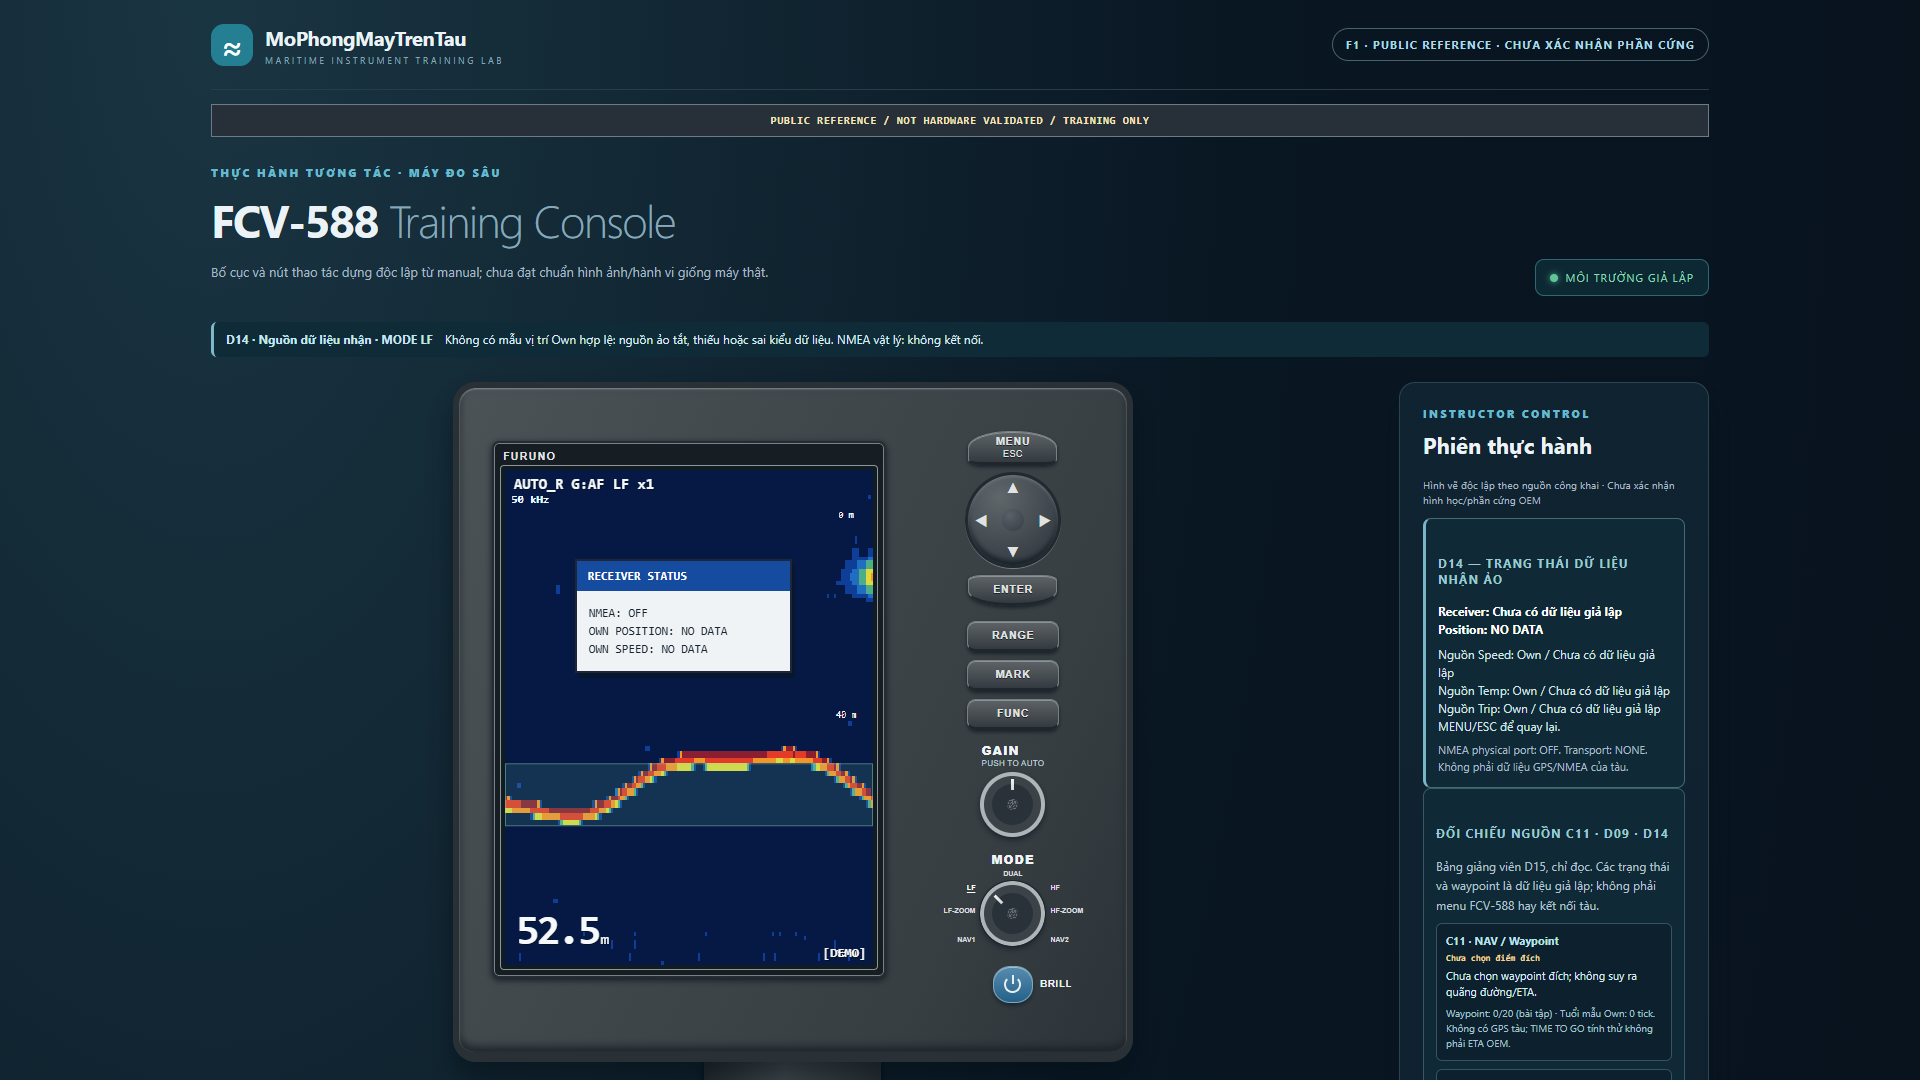 ≈
MoPhongMayTrenTau
MARITIME INSTRUMENT TRAINING LAB
F1 · PUBLIC REFERENCE · CHƯA XÁC NHẬN PHẦN CỨNG
PUBLIC REFERENCE / NOT HARDWARE VALIDATED / TRAINING ONLY
THỰC HÀNH TƯƠNG TÁC · MÁY ĐO SÂU
FCV-588 Training Console
Bố cục và nút thao tác dựng độc lập từ manual; chưa đạt chuẩn hình ảnh/hành vi giống máy thật.
MÔI TRƯỜNG GIẢ LẬP
D14 · Nguồn dữ liệu nhận · MODE LF Không có mẫu vị trí Own hợp lệ: nguồn ảo tắt, thiếu hoặc sai kiểu dữ liệu. NMEA vật lý: không kết nối.
FURUNO
AUTO_R G:AF LF x1
50 kHz
0 m
RECEIVER STATUS
NMEA: OFF
OWN POSITION: NO DATA
OWN SPEED: NO DATA
40 m
52.5m
[DEMO]
MENU
ESC
▲
◀ ▶
▼
ENTER
RANGE
MARK
FUNC
GAIN
PUSH TO AUTO
MODE
DUAL
LF HF
LF-ZOOM HF-ZOOM
NAV1 NAV2
BRILL
INSTRUCTOR CONTROL
Phiên thực hành
Hình vẽ độc lập theo nguồn công khai · Chưa xác nhận
hình học/phần cứng OEM
D14 — TRẠNG THÁI DỮ LIỆU
NHẬN ẢO
Receiver: Chưa có dữ liệu giả lập
Position: NO DATA
Nguồn Speed: Own / Chưa có dữ liệu giả
lập
Nguồn Temp: Own / Chưa có dữ liệu giả lập
Nguồn Trip: Own / Chưa có dữ liệu giả lập
MENU/ESC để quay lại.
NMEA physical port: OFF. Transport: NONE.
Không phải dữ liệu GPS/NMEA của tàu.
ĐỐI CHIẾU NGUỒN C11 · D09 · D14
Bảng giảng viên D15, chỉ đọc. Các trạng thái
và waypoint là dữ liệu giả lập; không phải
menu FCV-588 hay kết nối tàu.
C11 · NAV / Waypoint
Chưa chọn điểm đích
Chưa chọn waypoint đích; không suy ra
quãng đường/ETA.
Waypoint: 0/20 (bài tập) · Tuổi mẫu Own: 0 tick.
Không có GPS tàu; TIME TO GO tính thử không
phải ETA OEM.